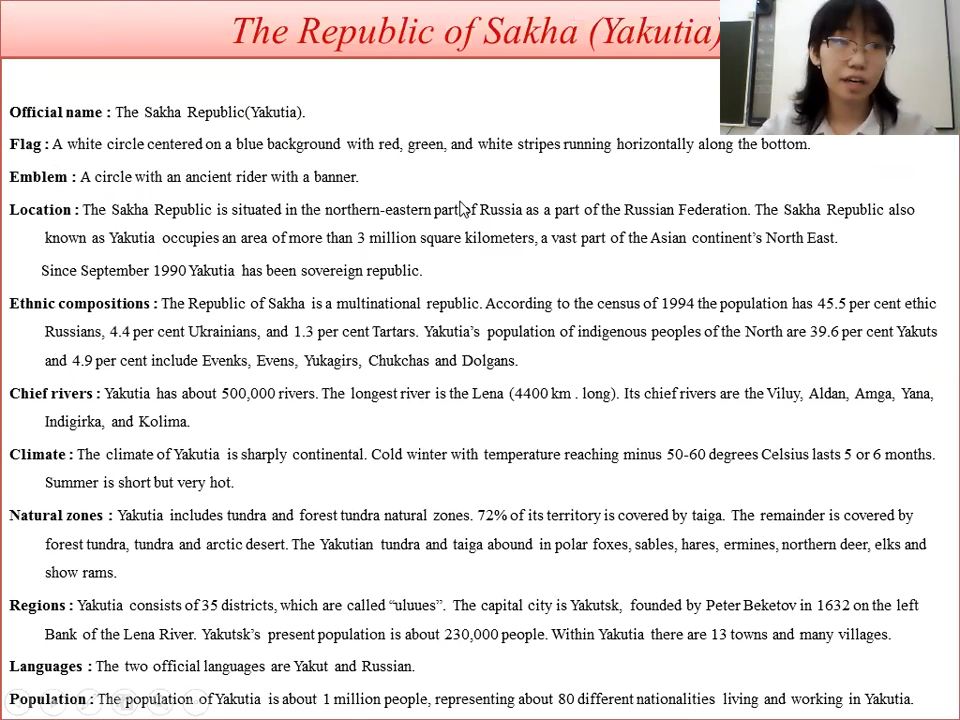 The Republic of Sakha (Yakutia)
Official name : The Sakha Republic(Yakutia).
Flag : A white circle centered on a blue background with red, green, and white stripes running horizontally along the bottom.
Emblem : A circle with an ancient rider with a banner.
Location : The Sakha Republic is situated in the northern-eastern part of Russia as a part of the Russian Federation. The Sakha Republic also
known as Yakutia occupies an area of more than 3 million square kilometers, a vast part of the Asian continent's North East.
Since September 1990 Yakutia has been sovereign republic.
Ethnic compositions : The Republic of Sakha is a multinational republic. According to the census of 1994 the population has 45.5 per cent ethic
Russians, 4.4 per cent Ukrainians, and 1.3 per cent Tartars. Yakutia's population of indigenous peoples of the North are 39.6 per cent Yakuts
and 4.9 per cent include Evenks, Evens, Yukagirs, Chukchas and Dolgans.
Chief rivers : Yakutia has about 500,000 rivers. The longest river is the Lena (4400 km . long). Its chief rivers are the Viluy, Aldan, Amga, Yana,
Indigirka, and Kolima.
Climate : The climate of Yakutia is sharply continental. Cold winter with temperature reaching minus 50-60 degrees Celsius lasts 5 or 6 months.
Summer is short but very hot.
Natural zones : Yakutia includes tundra and forest tundra natural zones. 72% of its territory is covered by taiga. The remainder is covered by
forest tundra, tundra and arctic desert. The Yakutian tundra and taiga abound in polar foxes, sables, hares, ermines, northern deer, elks and
show rams.
Regions : Yakutia consists of 35 districts, which are called “uluues”. The capital city is Yakutsk, founded by Peter Beketov in 1632 on the left
Bank of the Lena River. Yakutsk's present population is about 230,000 people. Within Yakutia there are 13 towns and many villages.
Languages : The two official languages are Yakut and Russian.
Population : The population of Yakutia is about 1 million people, representing about 80 different nationalities living and working in Yakutia.